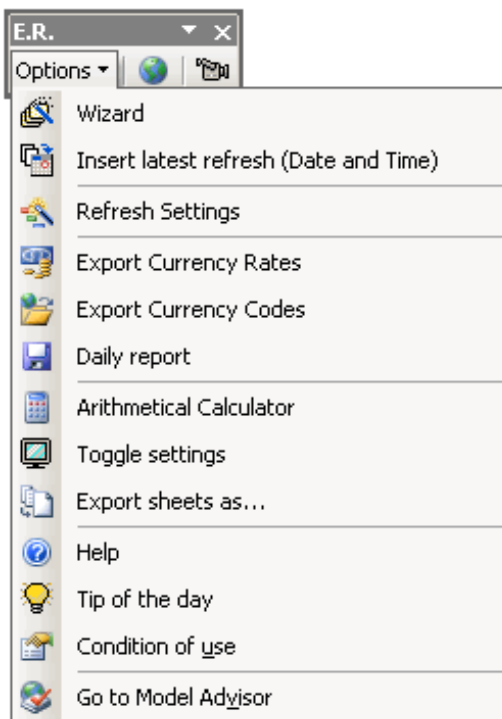 E.R.
Options
Wizard
Insert latest refresh (Date and Time)
Refresh Settings
Export Currency Rates
Export Currency Codes
Daily report
Arithmetical Calculator
Toggle settings
Export sheets as...
Help
Tip of the day
Condition of use
Go to Model Advisor